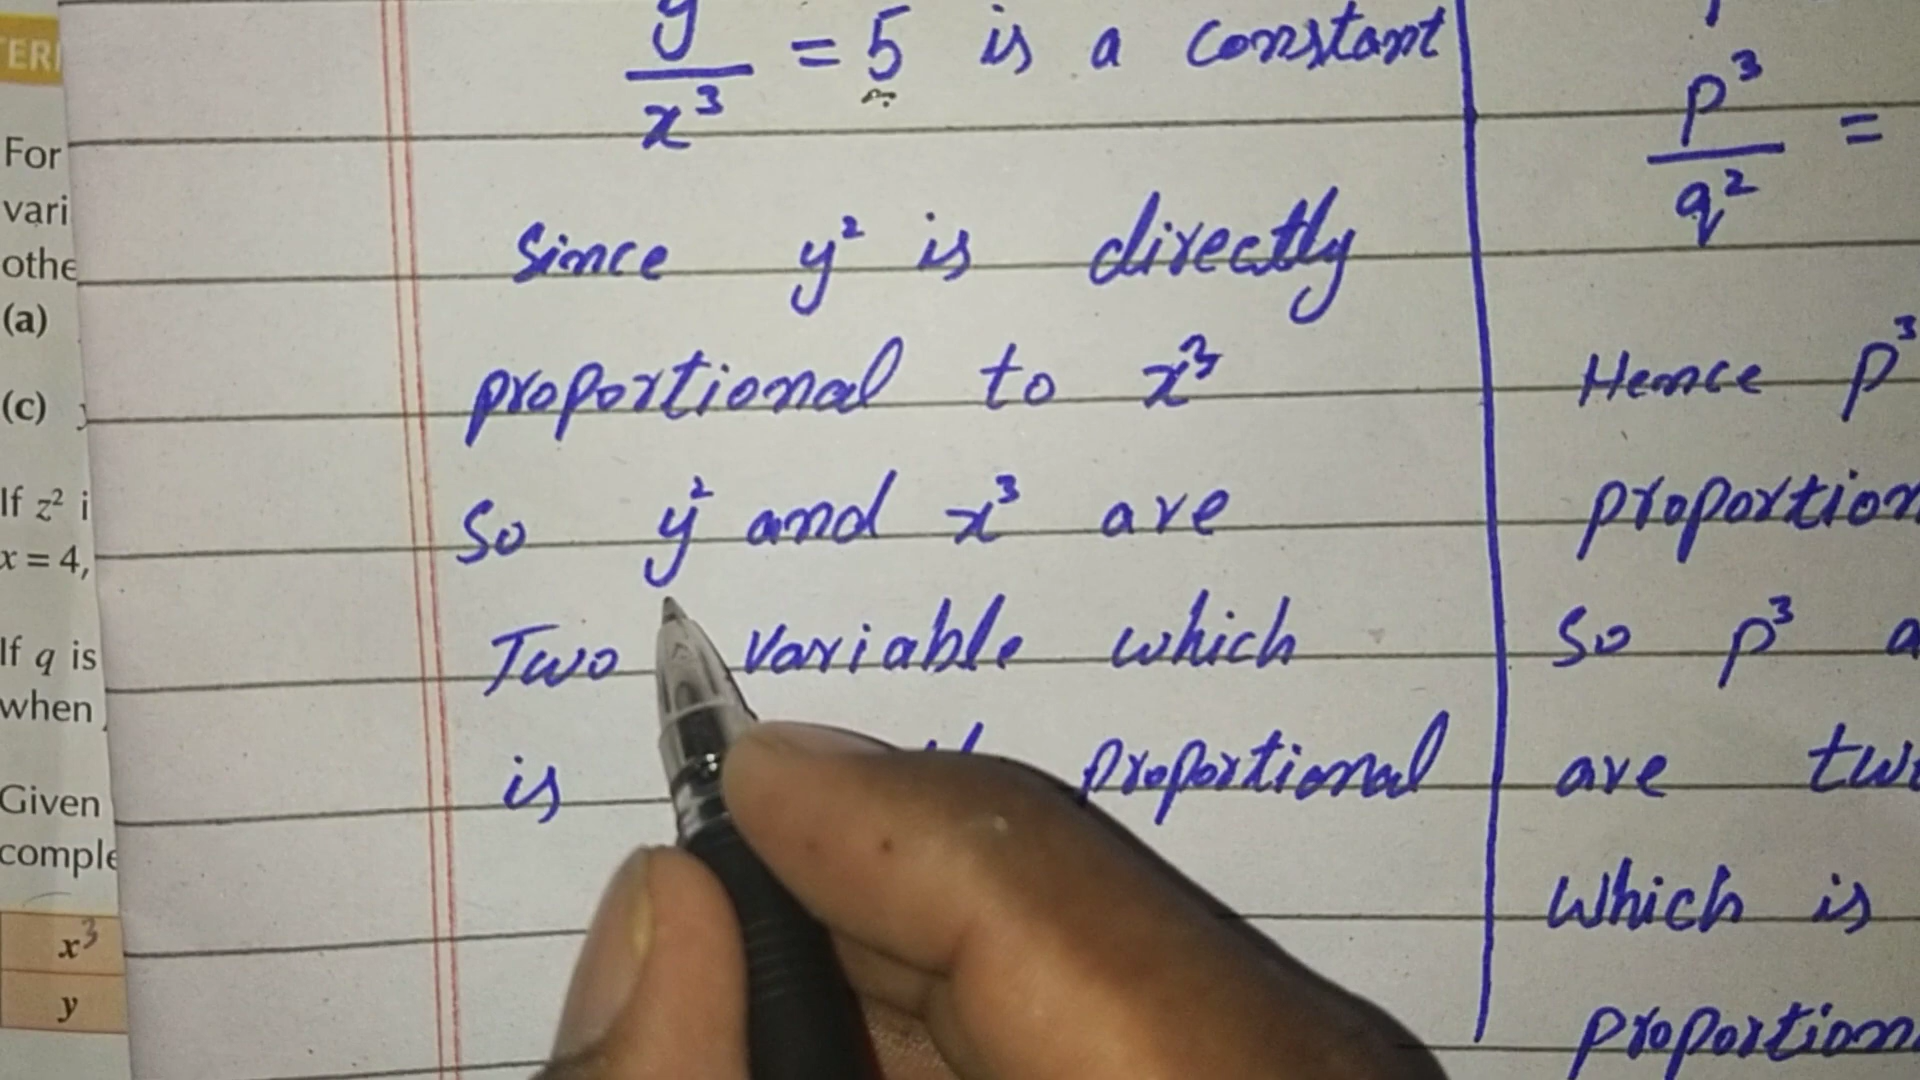 TERM
For
vari
othe
(a)
(c)
If z² i
x = 4,
If q is
when
Given
comple
x³
y
y/x³ = 5 is a constant
Since y² is directly
proportional to x³
So y² and x³ are
Two variable which
is proportional
p³/q² =
Hence p³
proportion
So p³ a
are two
which is
proportion